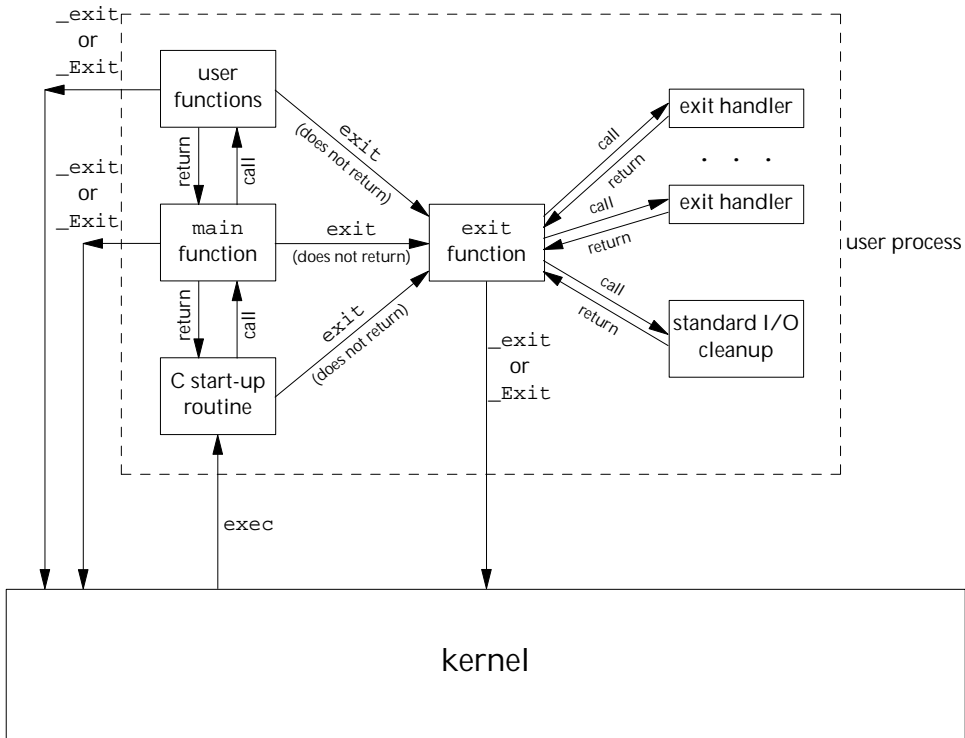 _exit
or
_Exit
user
functions
exit
(does not return)
call
return
exit handler
. . .
return
call
_exit
or
_Exit
main
function
exit
(does not return)
exit
function
call
return
exit handler
user process
return
call
exit
(does not return)
call
return
standard I/O
cleanup
C start-up
routine
_exit
or
_Exit
exec
kernel